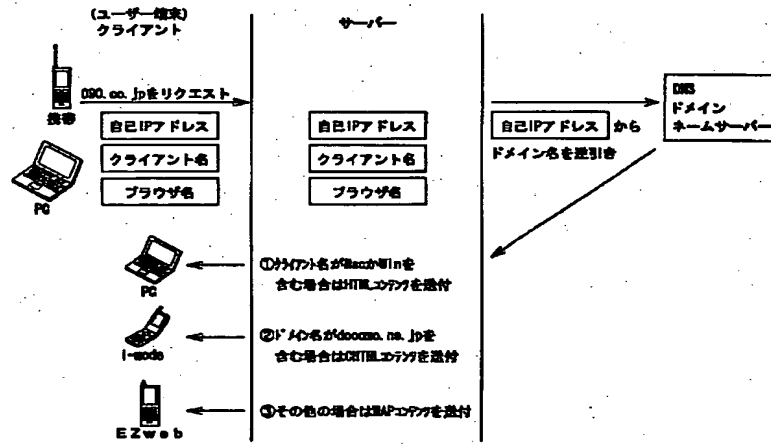 (ユーザー端末)
クライアント
サーバー
090.co.jpをリクエスト
携帯
自己IPアドレス
クライアント名
ブラウザ名
PC
自己IPアドレス
クライアント名
ブラウザ名
自己IPアドレス から
ドメイン名を逆引き
DNS
ドメイン
ネームサーバー
PC
①クライアント名がMacかWinを
含む場合はHTMLコンテンツを送付
i-mode
②ドメイン名がdocomo.ne.jpを
含む場合はCHTMLコンテンツを送付
EZweb
③その他の場合はWAPコンテンツを送付